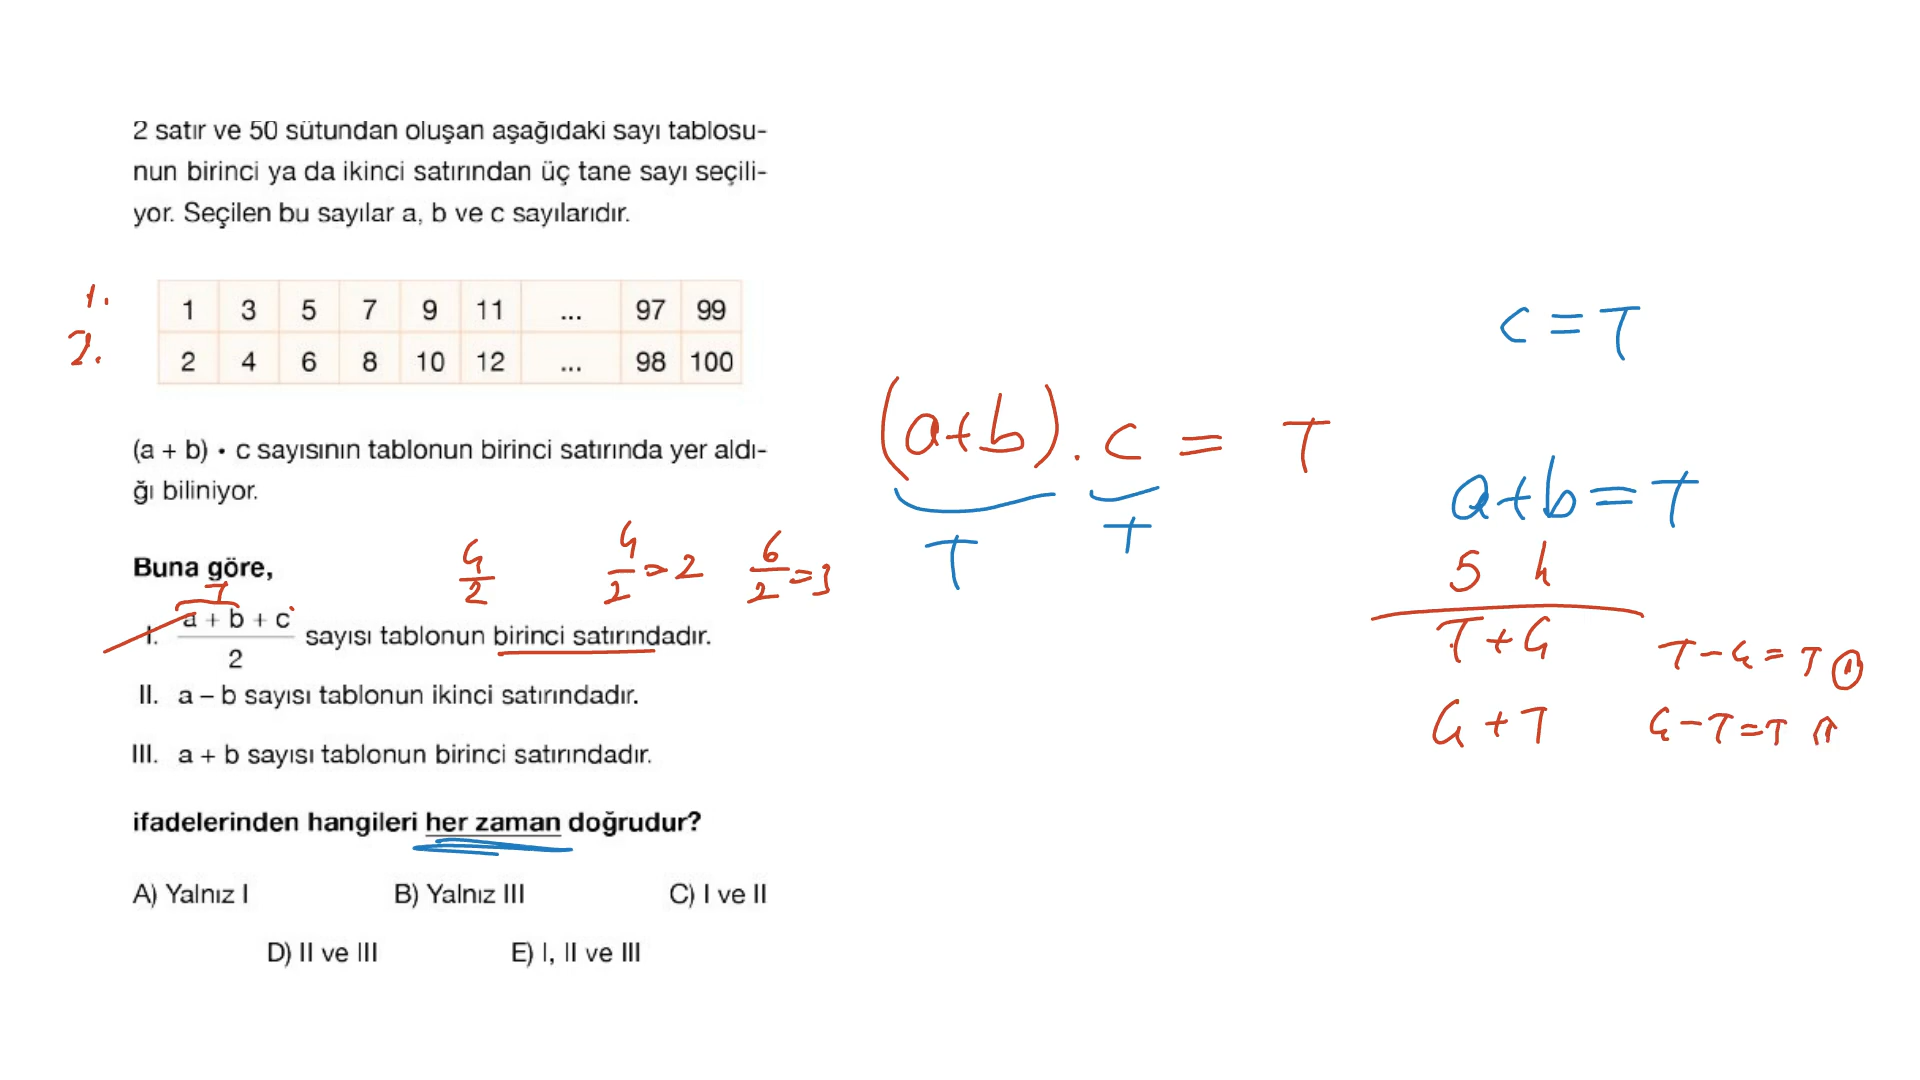 2 satır ve 50 sütundan oluşan aşağıdaki sayı tablosu-
nun birinci ya da ikinci satırından üç tane sayı seçili-
yor. Seçilen bu sayılar a, b ve c sayılarıdır.
1. 1 3 5 7 9 11 ... 97 99
2. 2 4 6 8 10 12 ... 98 100
c = T
(a+b) . c = T
T T
a+b = T
(a + b) • c sayısının tablonun birinci satırında yer aldı-
ğı biliniyor.
T+Ç T-Ç=T
Ç+T Ç-T=T
Buna göre,
Ç/2 4/2=2 6/2=3
T
I. a + b + c / 2 sayısı tablonun birinci satırındadır.
II. a – b sayısı tablonun ikinci satırındadır.
III. a + b sayısı tablonun birinci satırındadır.
ifadelerinden hangileri her zaman doğrudur?
A) Yalnız I B) Yalnız III C) I ve II
D) II ve III E) I, II ve III